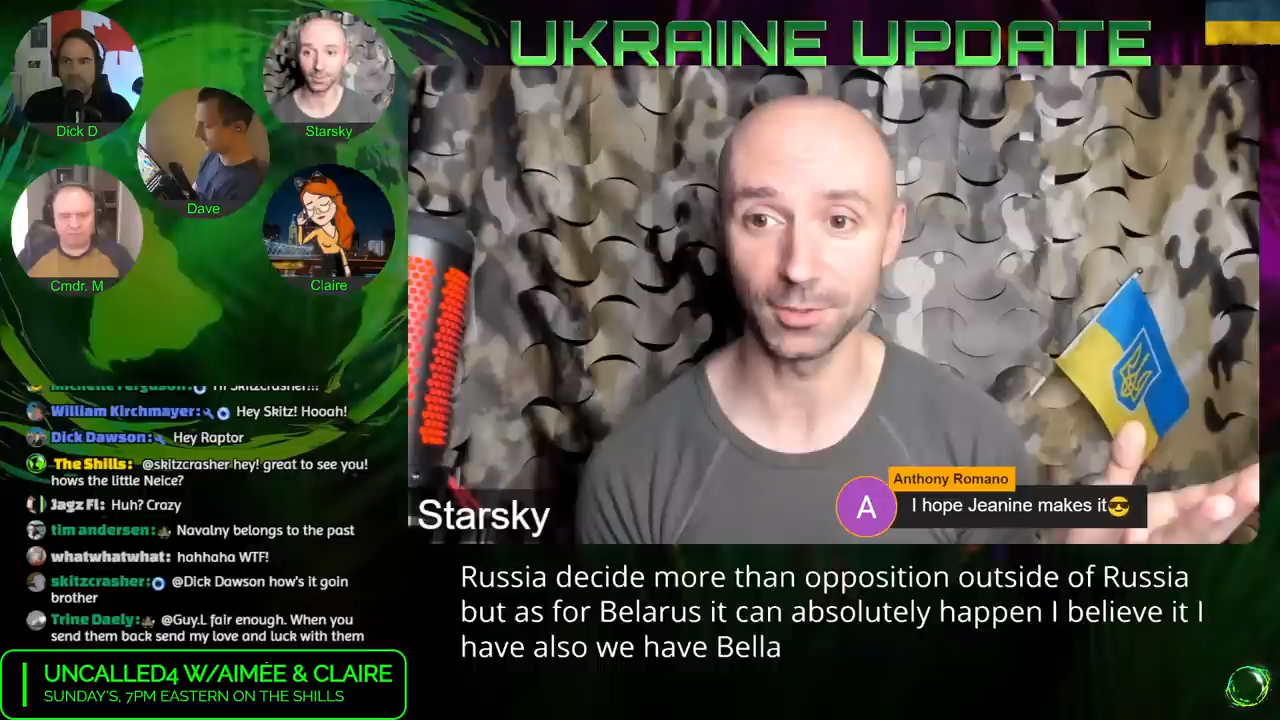 UKRAINE UPDATE
Dick D
Starsky
Dave
Cmdr. M
Claire
William Kirchmayer: Hey Skitz! Hooah!
Dick Dawson: Hey Raptor
The Shills: @skitzcrasher hey! great to see you!
hows the little Neice?
Jagz Fl: Huh? Crazy
tim andersen: Navalny belongs to the past
whatwhatwhat: hahhaha WTF!
skitzcrasher: @Dick Dawson how's it goin
brother
Trine Daely: @Guy.L fair enough. When you
send them back send my love and luck with them
UNCALLED4 W/AIMÉE & CLAIRE
SUNDAY'S, 7PM EASTERN ON THE SHILLS
Starsky
Anthony Romano
A
I hope Jeanine makes it😎
Russia decide more than opposition outside of Russia
but as for Belarus it can absolutely happen I believe it I
have also we have Bella